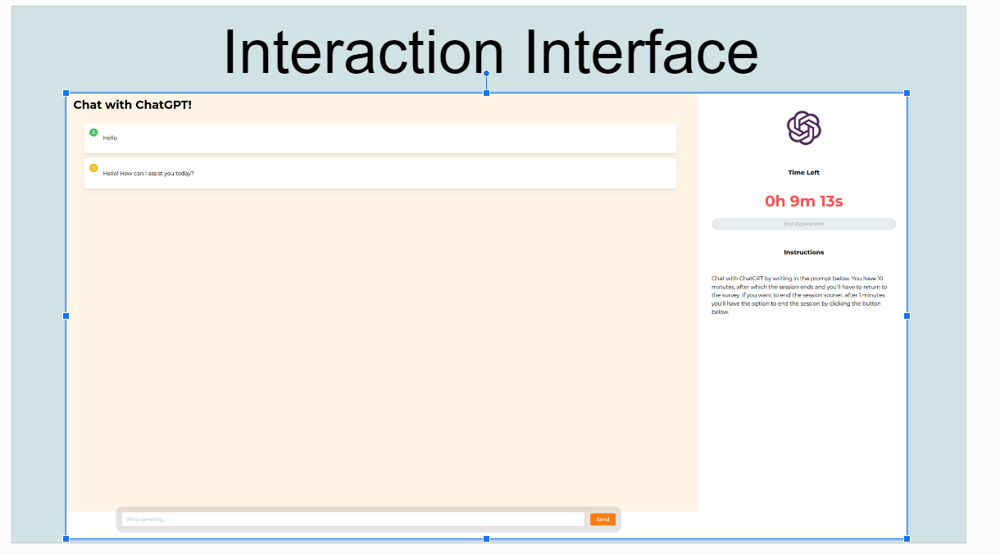 Interaction Interface
Chat with ChatGPT!
Hello
Hello! How can I assist you today?
Time Left
0h 9m 13s
End Experiment
Instructions
Chat with ChatGPT by writing in the prompt below. You have 10
minutes, after which the session ends and you'll have to return to
the survey. If you want to end the session sooner, after 1 minutes
you'll have the option to end the session by clicking the button
below.
Write someting...
Send